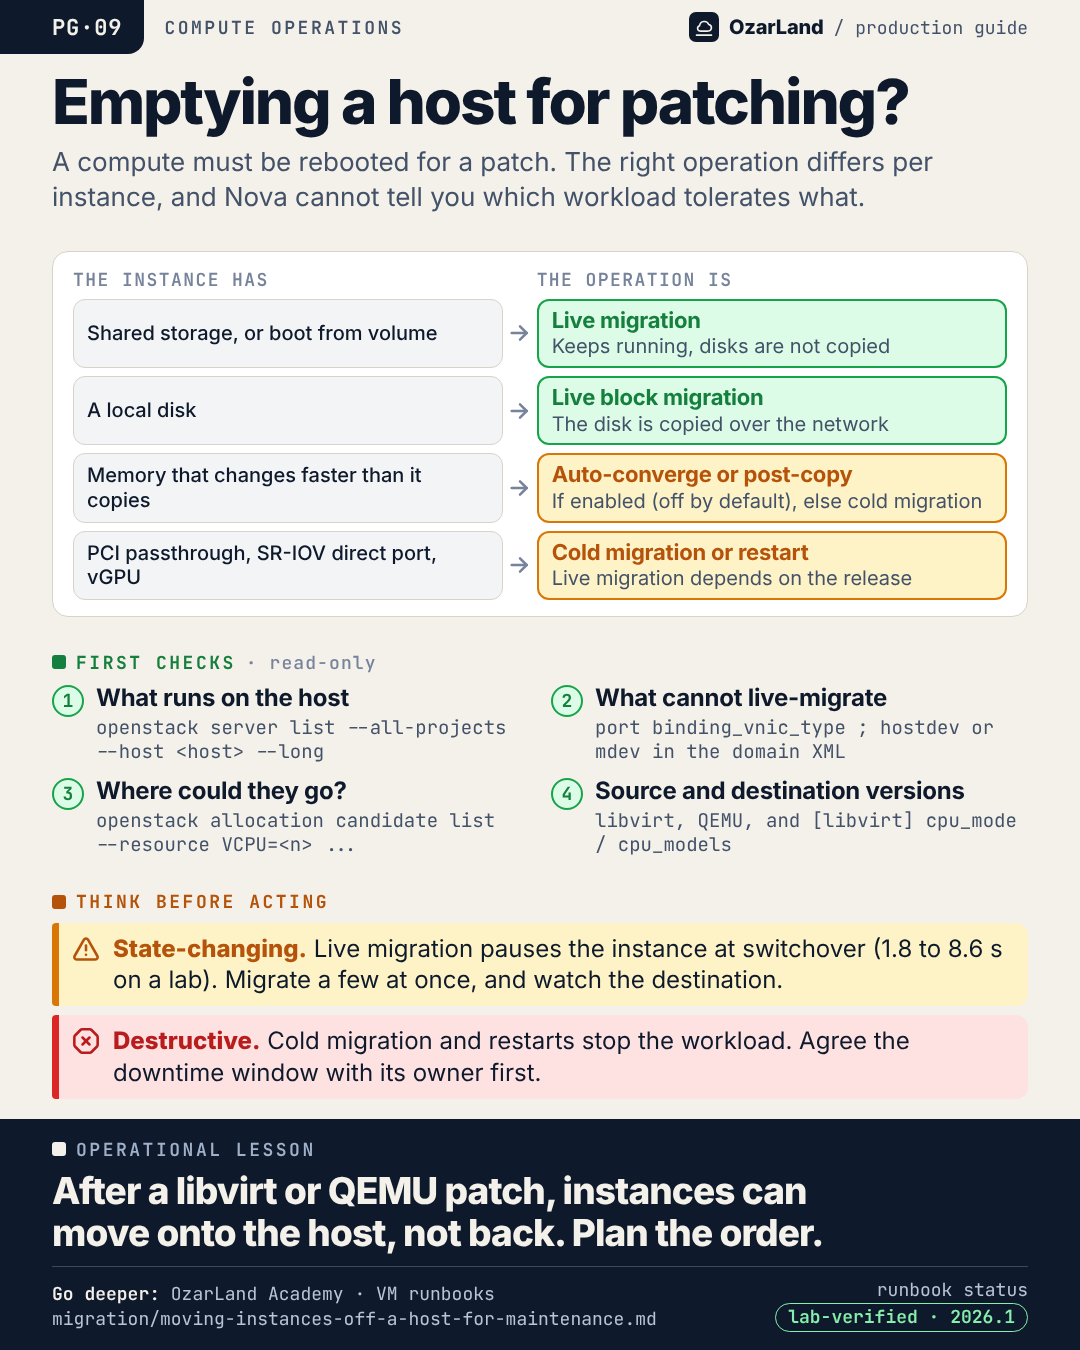 PG·09
COMPUTE OPERATIONS
OzarLand / production guide
Emptying a host for patching?
A compute must be rebooted for a patch. The right operation differs per
instance, and Nova cannot tell you which workload tolerates what.
THE INSTANCE HAS
THE OPERATION IS
Shared storage, or boot from volume
→
Live migration
Keeps running, disks are not copied
A local disk
→
Live block migration
The disk is copied over the network
Memory that changes faster than it
copies
→
Auto-converge or post-copy
If enabled (off by default), else cold migration
PCI passthrough, SR-IOV direct port,
vGPU
→
Cold migration or restart
Live migration depends on the release
FIRST CHECKS · read-only
1
What runs on the host
openstack server list --all-projects
--host <host> --long
2
What cannot live-migrate
port binding_vnic_type ; hostdev or
mdev in the domain XML
3
Where could they go?
openstack allocation candidate list
--resource VCPU=<n> ...
4
Source and destination versions
libvirt, QEMU, and [libvirt] cpu_mode
/ cpu_models
THINK BEFORE ACTING
State-changing. Live migration pauses the instance at switchover (1.8 to 8.6 s
on a lab). Migrate a few at once, and watch the destination.
Destructive. Cold migration and restarts stop the workload. Agree the
downtime window with its owner first.
OPERATIONAL LESSON
After a libvirt or QEMU patch, instances can
move onto the host, not back. Plan the order.
Go deeper: OzarLand Academy · VM runbooks
migration/moving-instances-off-a-host-for-maintenance.md
runbook status
lab-verified · 2026.1